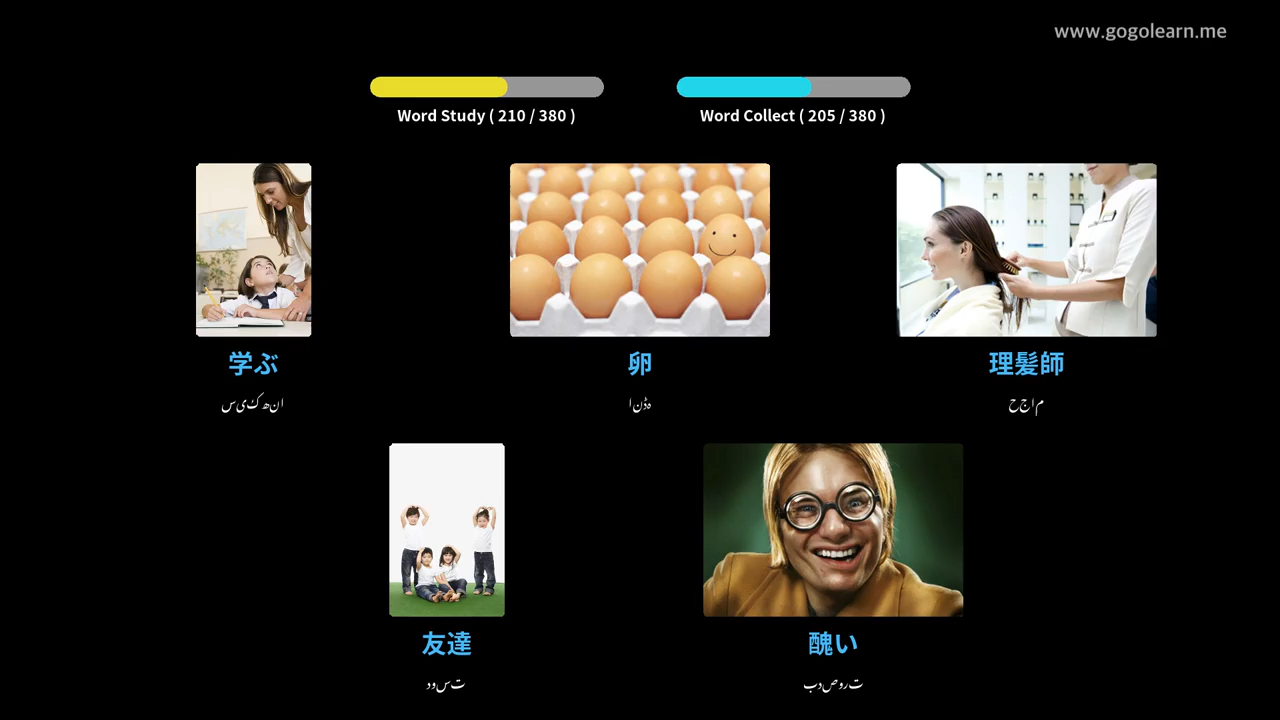 www.gogolearn.me
Word Study ( 210 / 380 )
Word Collect ( 205 / 380 )
学ぶ
卵
理髪師
سیکھنا
انڈہ
حجام
友達
醜い
دوست
بدصورت